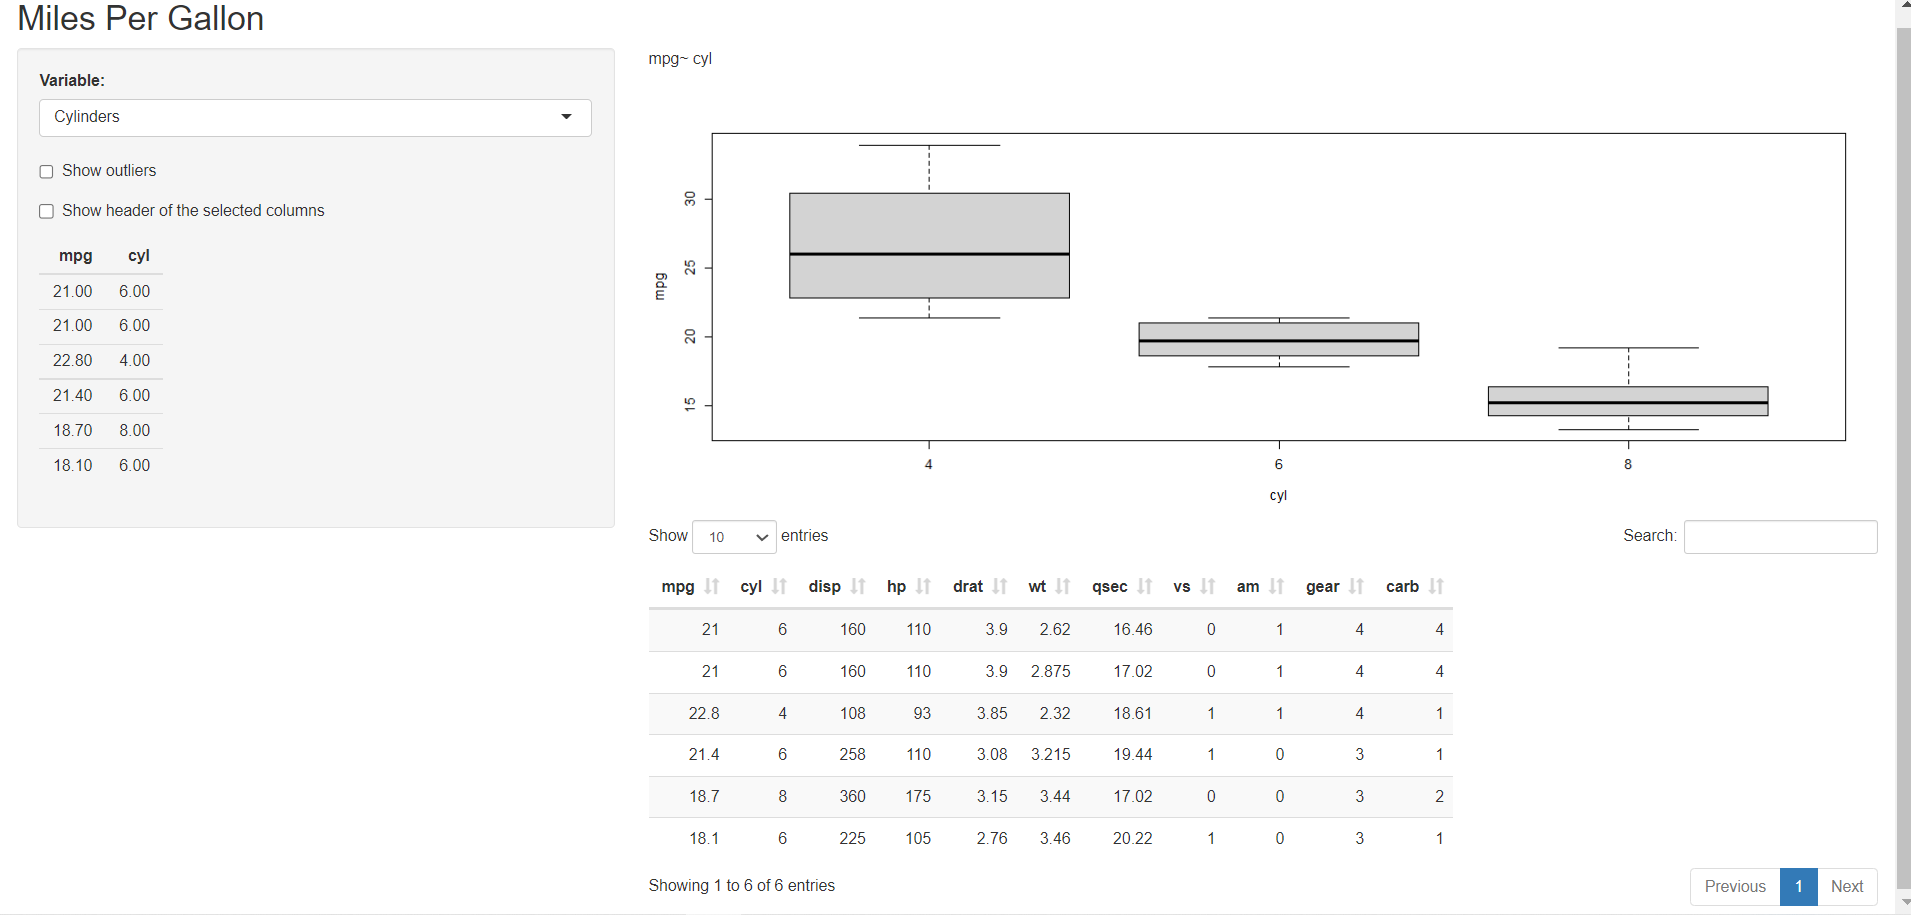 Miles Per Gallon
Variable:
Cylinders
Show outliers
Show header of the selected columns
mpg cyl
21.00 6.00
21.00 6.00
22.80 4.00
21.40 6.00
18.70 8.00
18.10 6.00
mpg~ cyl
mpg
30
25
20
15
4 6 8
cyl
Show 10 entries Search:
mpg cyl disp hp drat wt qsec vs am gear carb
21 6 160 110 3.9 2.62 16.46 0 1 4 4
21 6 160 110 3.9 2.875 17.02 0 1 4 4
22.8 4 108 93 3.85 2.32 18.61 1 1 4 1
21.4 6 258 110 3.08 3.215 19.44 1 0 3 1
18.7 8 360 175 3.15 3.44 17.02 0 0 3 2
18.1 6 225 105 2.76 3.46 20.22 1 0 3 1
Showing 1 to 6 of 6 entries Previous 1 Next